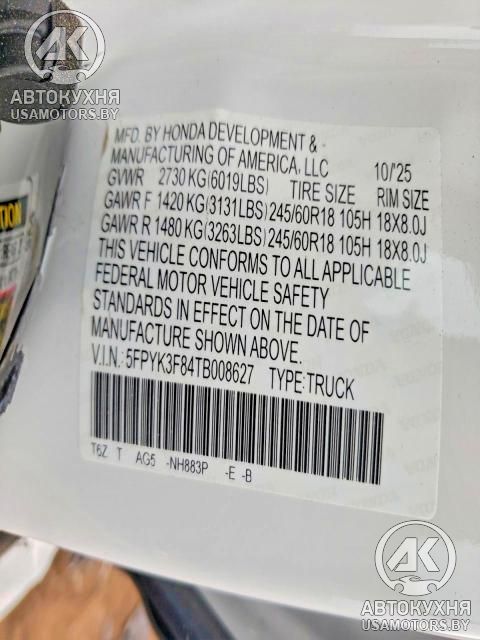 АК
АВТОКУХНЯ
USAMOTORS.BY
MFD. BY HONDA DEVELOPMENT &
MANUFACTURING OF AMERICA, LLC 10/'25
GVWR 2730 KG(6019LBS) TIRE SIZE RIM SIZE
GAWR F 1420 KG(3131LBS) 245/60R18 105H 18X8.0J
GAWR R 1480 KG(3263LBS) 245/60R18 105H 18X8.0J
THIS VEHICLE CONFORMS TO ALL APPLICABLE
FEDERAL MOTOR VEHICLE SAFETY
STANDARDS IN EFFECT ON THE DATE OF
MANUFACTURE SHOWN ABOVE.
V.I.N.: 5FPYK3F84TB008627 TYPE:TRUCK
T6Z T AG5 -NH883P -E -B
АК
АВТОКУХНЯ
USAMOTORS.BY